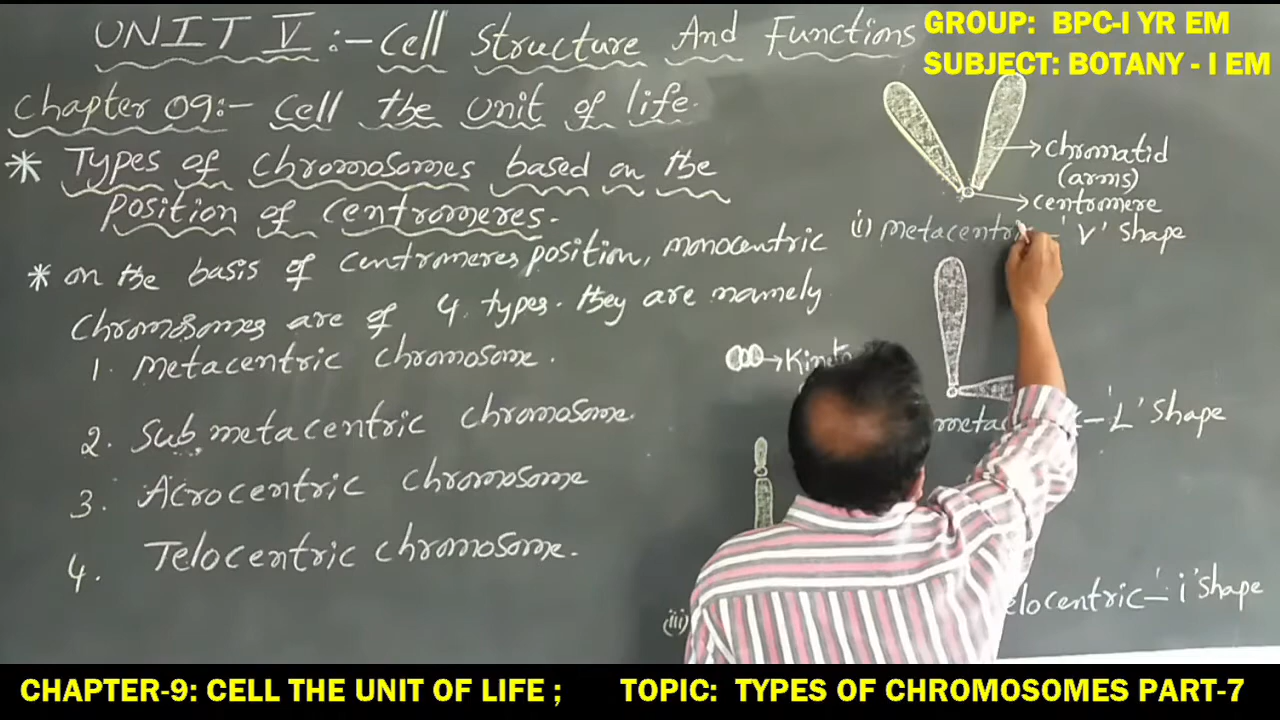 UNIT V :- Cell Structure And Functions
GROUP: BPC-I YR EM
SUBJECT: BOTANY - I EM
Chapter 09:- Cell the Unit of life.
* Types of Chromosomes based on the
Position of Centromeres.
* on the basis of Centromeres position, monocentric
Chromosomes are of 4 types. they are namely
1. Metacentric Chromosome.
2. Sub metacentric Chromosome.
3. Acrocentric Chromosome
4. Telocentric Chromosome.
chromatid
(arms)
centromere
(i) Metacentric - 'V' Shape
- 'L' Shape
(iii)
elocentric - 'i' Shape
CHAPTER-9: CELL THE UNIT OF LIFE ; TOPIC: TYPES OF CHROMOSOMES PART-7